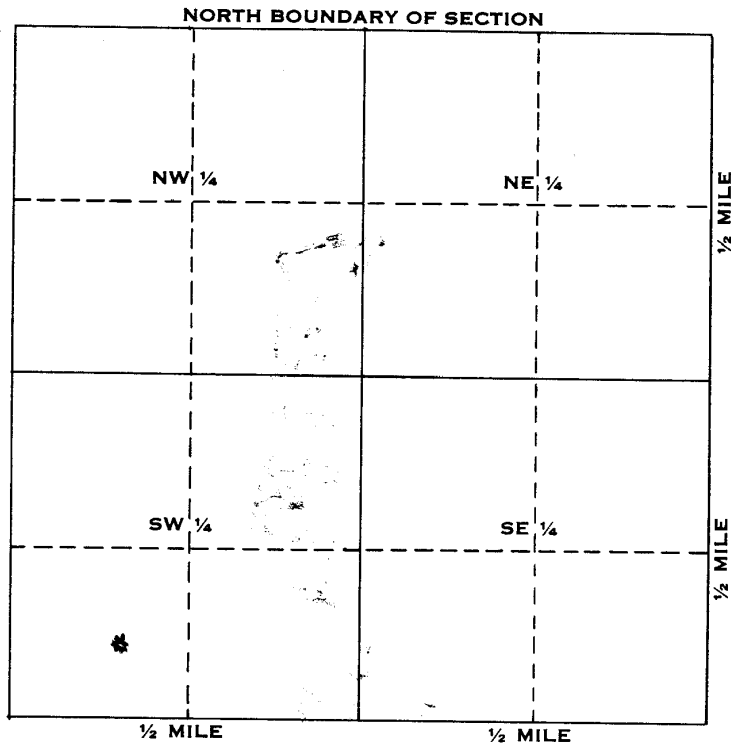 NORTH BOUNDARY OF SECTION
NW ¼
NE ¼
½ MILE
SW ¼
SE ¼
½ MILE
½ MILE
½ MILE